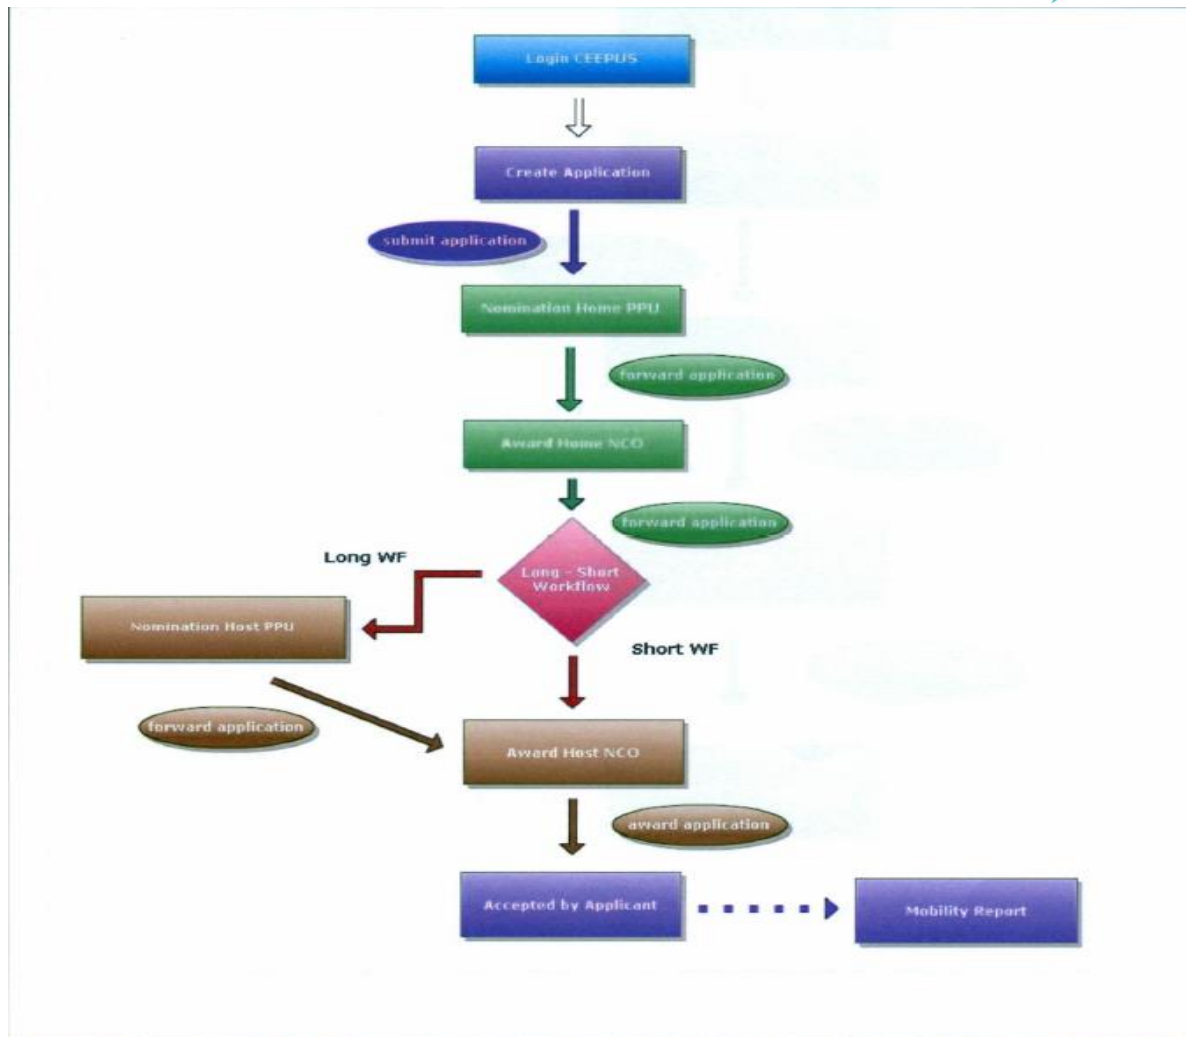 Login CEEPUS
Create Application
submit application
Nomination Home PPU
forward application
Award Home NCO
forward application
Long WF
Long - Short
Workflow
Nomination Host PPU
Short WF
forward application
Award Host NCO
award application
Accepted by Applicant
Mobility Report